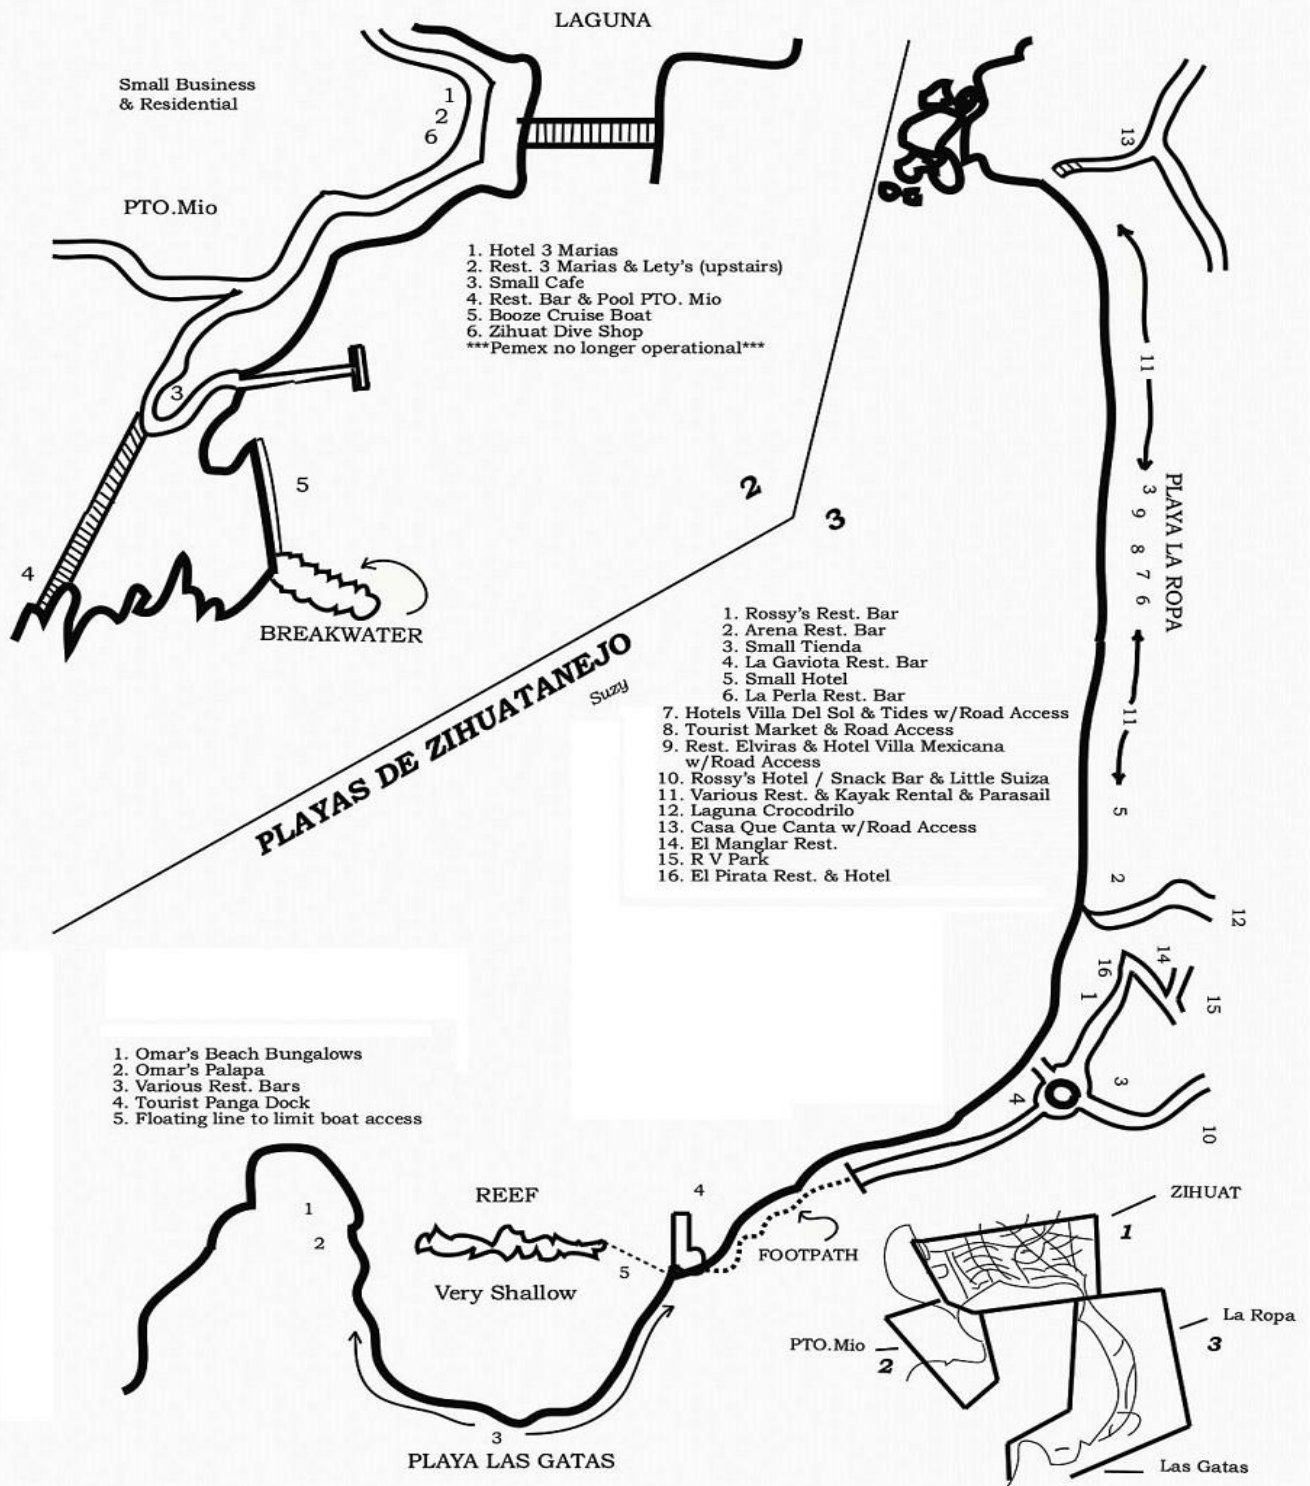 LAGUNA
Small Business
& Residential
1
2
6
13
PTO.Mio
1. Hotel 3 Marias
2. Rest. 3 Marias & Lety's (upstairs)
3. Small Cafe
4. Rest. Bar & Pool PTO. Mio
5. Booze Cruise Boat
6. Zihuat Dive Shop
***Pemex no longer operational***
11
3
5
2
3
4
BREAKWATER
3
9
8
7
6
PLAYA LA ROPA
PLAYAS DE ZIHUATANEJO
Suzy
1. Rossy's Rest. Bar
2. Arena Rest. Bar
3. Small Tienda
4. La Gaviota Rest. Bar
5. Small Hotel
6. La Perla Rest. Bar
7. Hotels Villa Del Sol & Tides w/Road Access
8. Tourist Market & Road Access
9. Rest. Elviras & Hotel Villa Mexicana
w/Road Access
10. Rossy's Hotel / Snack Bar & Little Suiza
11. Various Rest. & Kayak Rental & Parasail
12. Laguna Crocodrilo
13. Casa Que Canta w/Road Access
14. El Manglar Rest.
15. R V Park
16. El Pirata Rest. & Hotel
11
5
2
12
16
14
1
15
3
4
10
1. Omar's Beach Bungalows
2. Omar's Palapa
3. Various Rest. Bars
4. Tourist Panga Dock
5. Floating line to limit boat access
1
2
REEF
4
5
Very Shallow
FOOTPATH
3
PLAYA LAS GATAS
ZIHUAT
1
La Ropa
3
PTO.Mio
2
Las Gatas